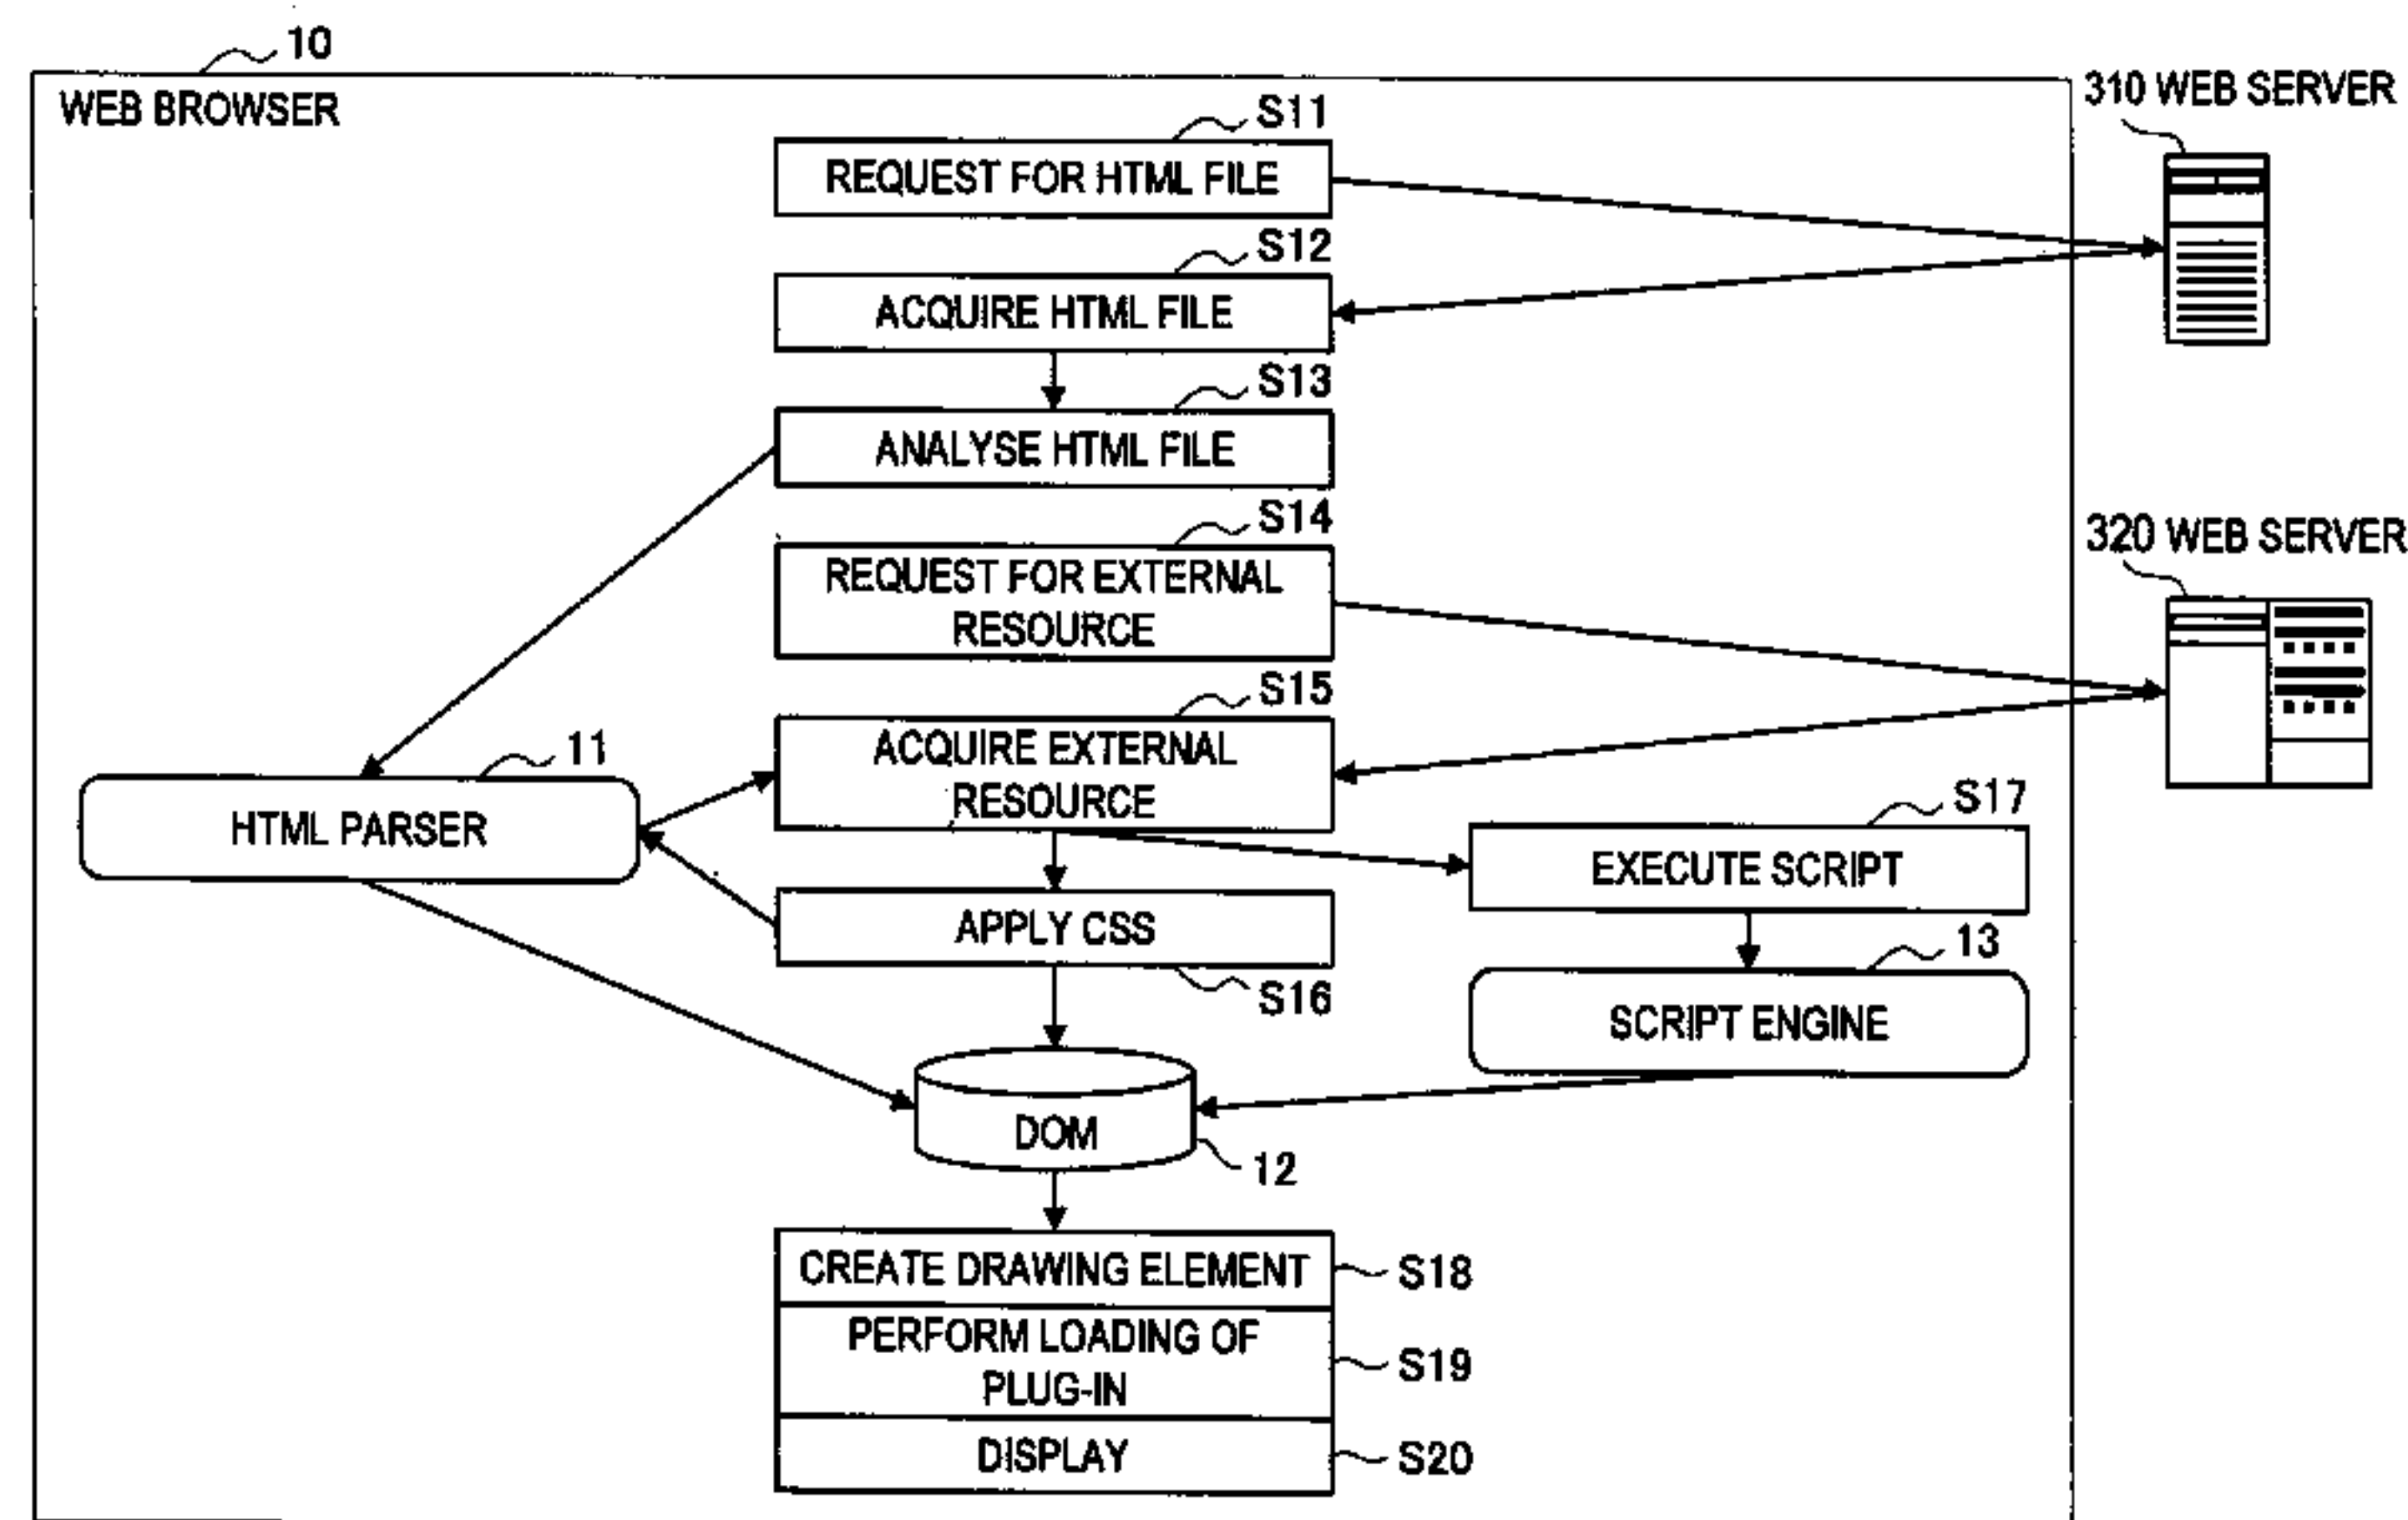 10
WEB BROWSER
310 WEB SERVER
S11
REQUEST FOR HTML FILE
S12
ACQUIRE HTML FILE
S13
ANALYSE HTML FILE
S14
REQUEST FOR EXTERNAL
RESOURCE
320 WEB SERVER
S15
ACQUIRE EXTERNAL
RESOURCE
11
HTML PARSER
S17
EXECUTE SCRIPT
APPLY CSS
S16
13
SCRIPT ENGINE
DOM
12
CREATE DRAWING ELEMENT
S18
PERFORM LOADING OF
PLUG-IN
S19
DISPLAY
S20